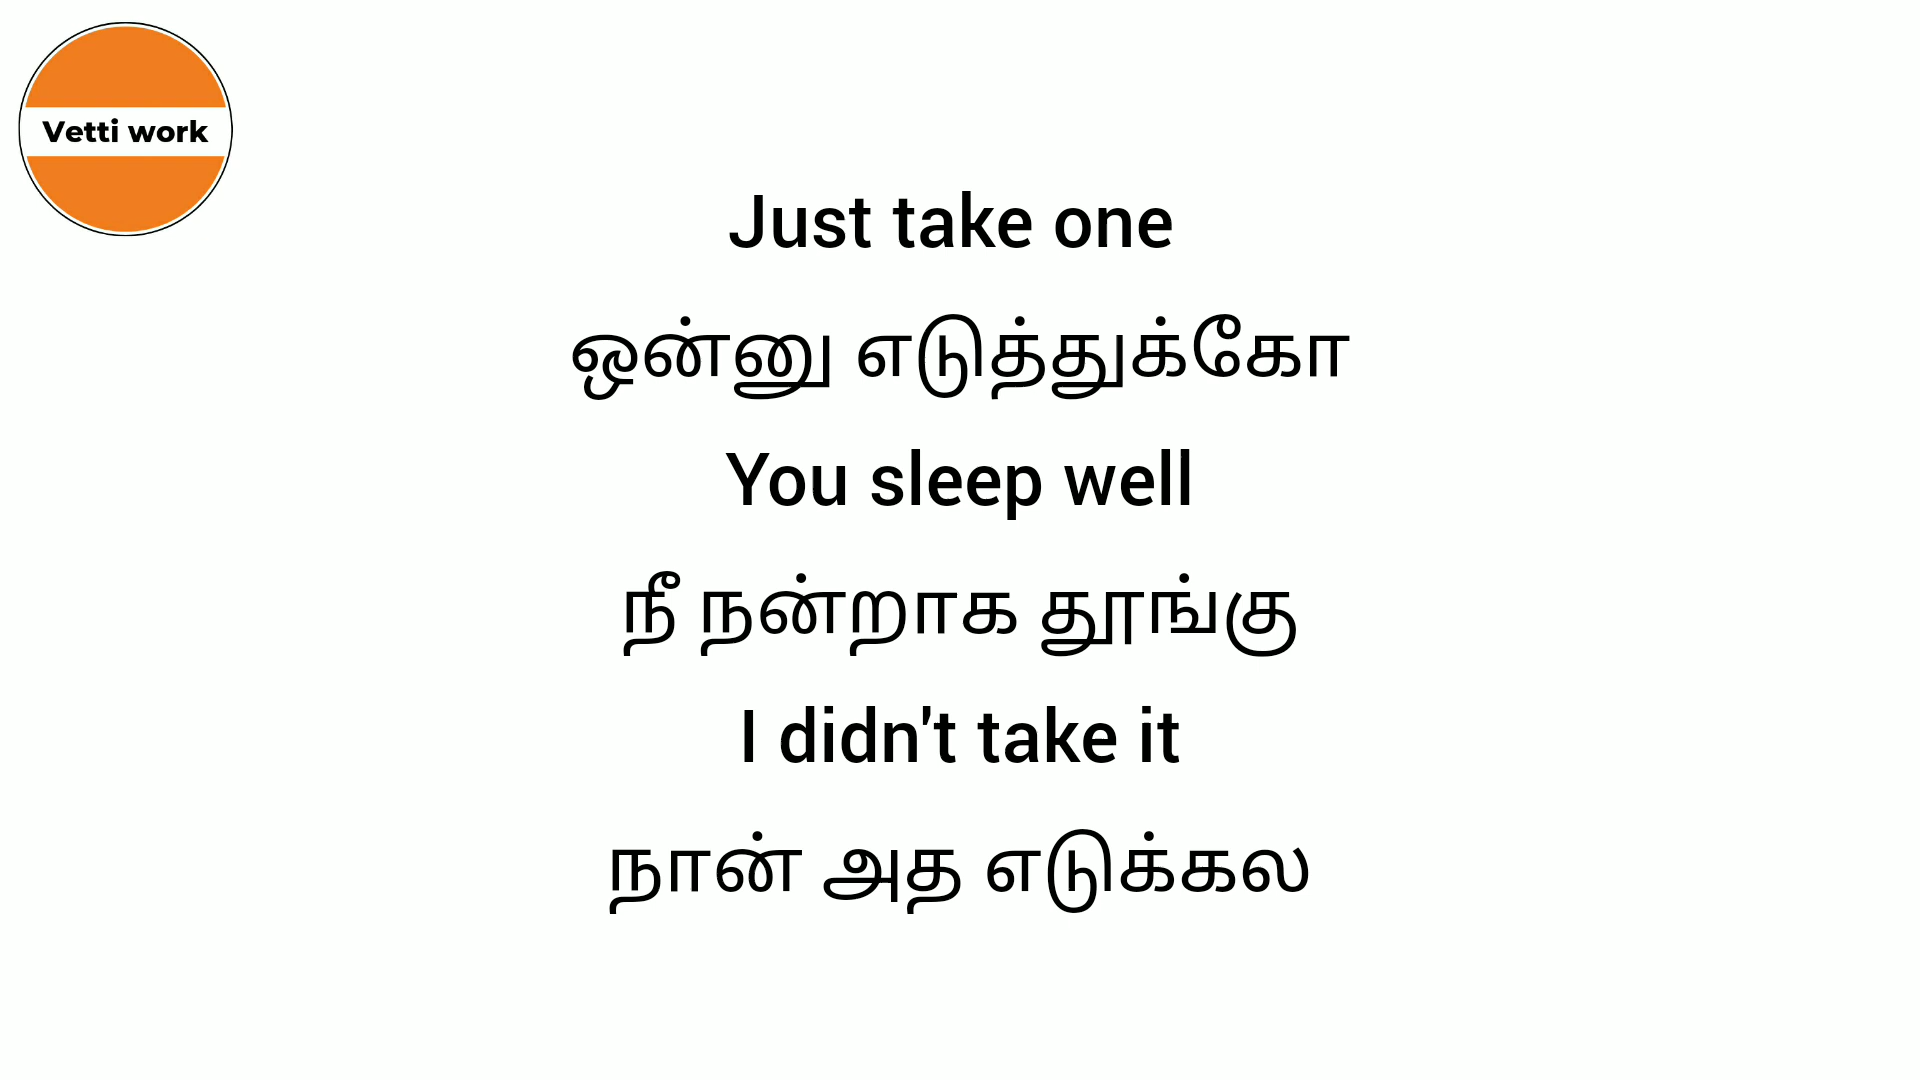 Vetti work
Just take one
ஒன்னு எடுத்துக்கோ
You sleep well
நீ நன்றாக தூங்கு
I didn't take it
நான் அத எடுக்கல